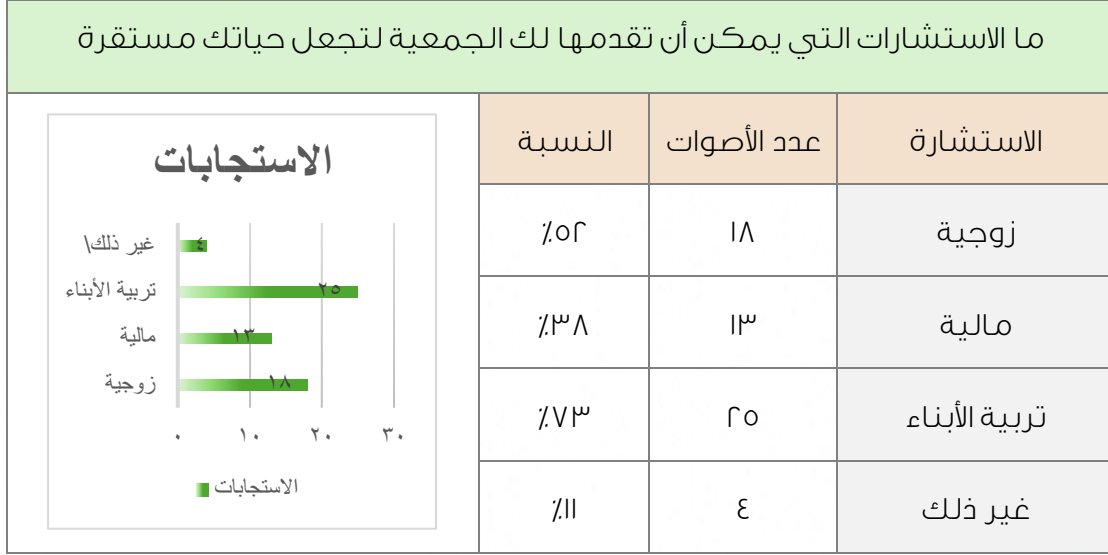 ما الاستشارات التي يمكن أن تقدمها لك الجمعية لتجعل حياتك مستقرة
الاستشارة عدد الأصوات النسبة
زوجية ١٨ ٥٢٪
مالية ١٣ ٣٨٪
تربية الأبناء ٢٥ ٧٣٪
غير ذلك ٤ ١١٪
الاستجابات
غير ذلك\ ٤
تربية الأبناء ٢٥
مالية ١٣
زوجية ١٨
٠ ١٠ ٢٠ ٣٠
الاستجابات